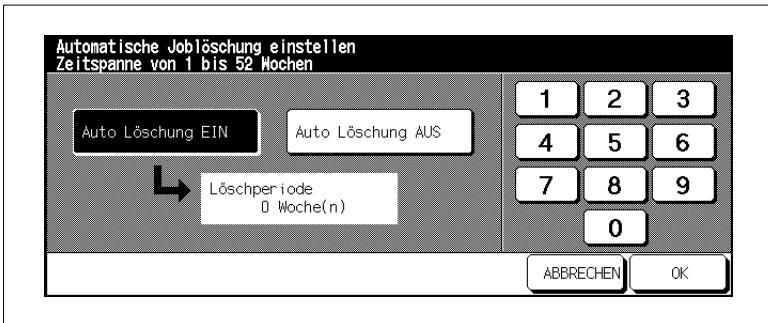 Automatische Joblöschung einstellen
Zeitspanne von 1 bis 52 Wochen
Auto Löschung EIN
Auto Löschung AUS
Löschperiode
0 Woche(n)
1 2 3
4 5 6
7 8 9
0
ABBRECHEN
OK